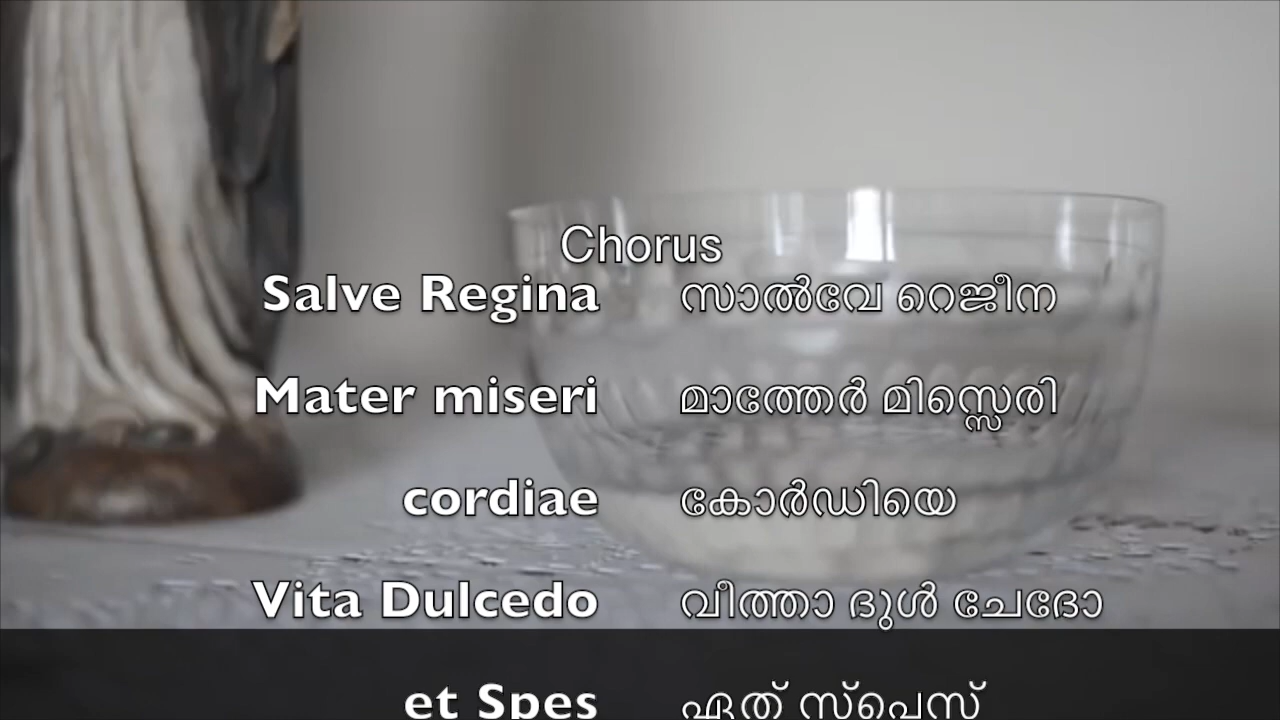 Chorus
Salve Regina സാൽവേ റെജീന
Mater miseri മാത്തേർ മിസ്സെരി
cordiae കോർഡിയെ
Vita Dulcedo വീത്താ ദുൾ ചേദോ
et Spes ഏത് സ്പെസ്